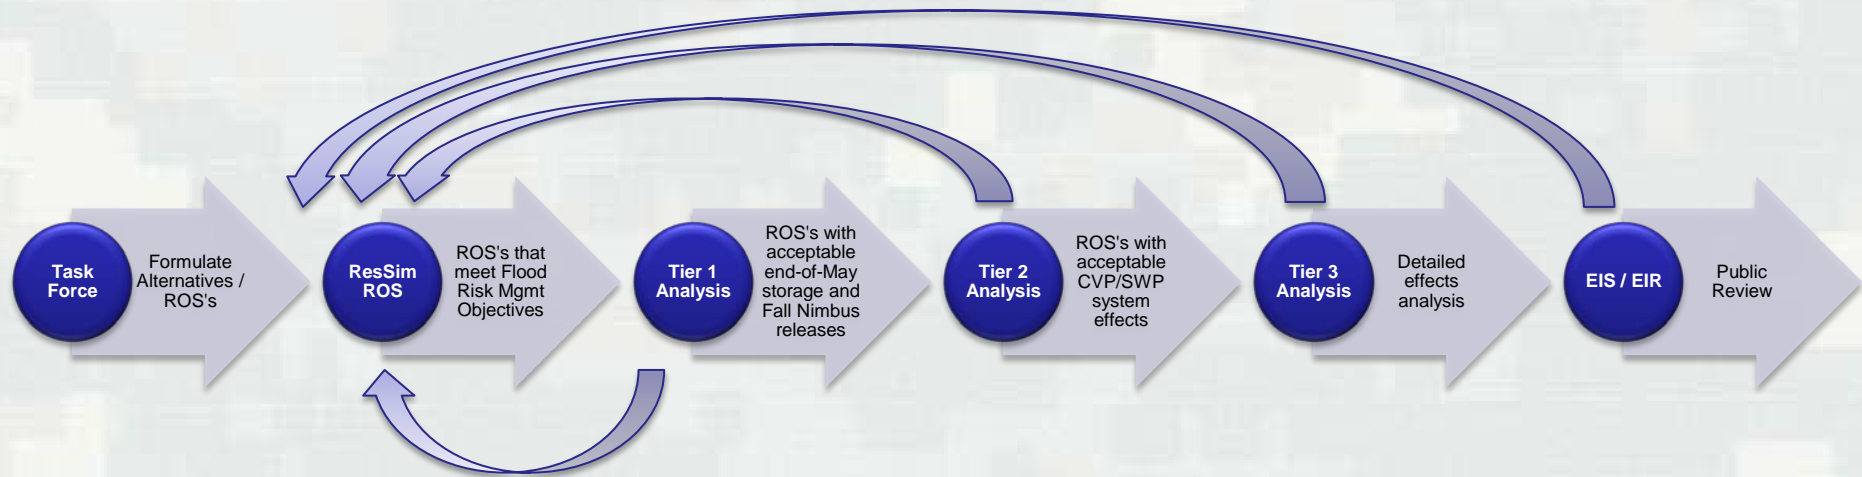 Task
Force
Formulate
Alternatives /
ROS's
ResSim
ROS
ROS's that
meet Flood
Risk Mgmt
Objectives
Tier 1
Analysis
ROS's with
acceptable
end-of-May
storage and
Fall Nimbus
releases
Tier 2
Analysis
ROS's with
acceptable
CVP/SWP
system
effects
Tier 3
Analysis
Detailed
effects
analysis
EIS / EIR
Public
Review